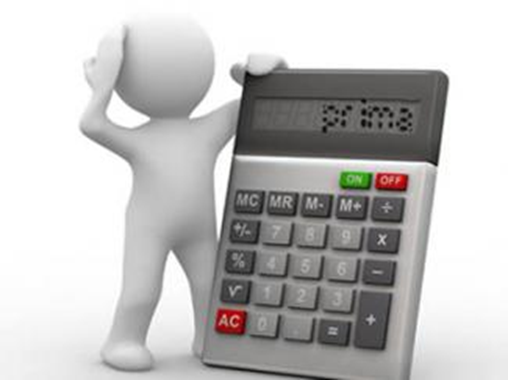 prima
ON OFF
MC MR M- M+ ÷
+/- 7 8 9 x
% 4 5 6 −
√ 1 2 3 +
AC 0 . =